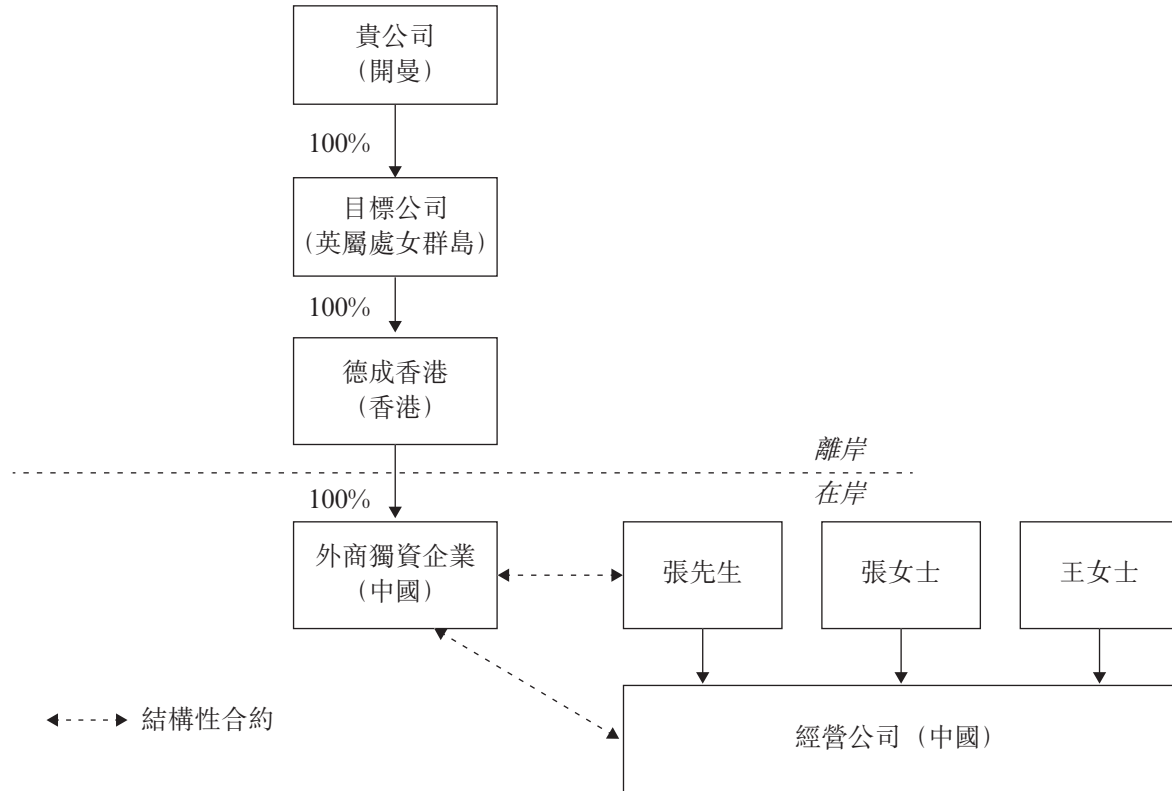 貴公司
（開曼）
100%
目標公司
（英屬處女群島）
100%
德成香港
（香港）
離岸
100%
在岸
外商獨資企業
（中國）
張先生
張女士
王女士
結構性合約
經營公司（中國）